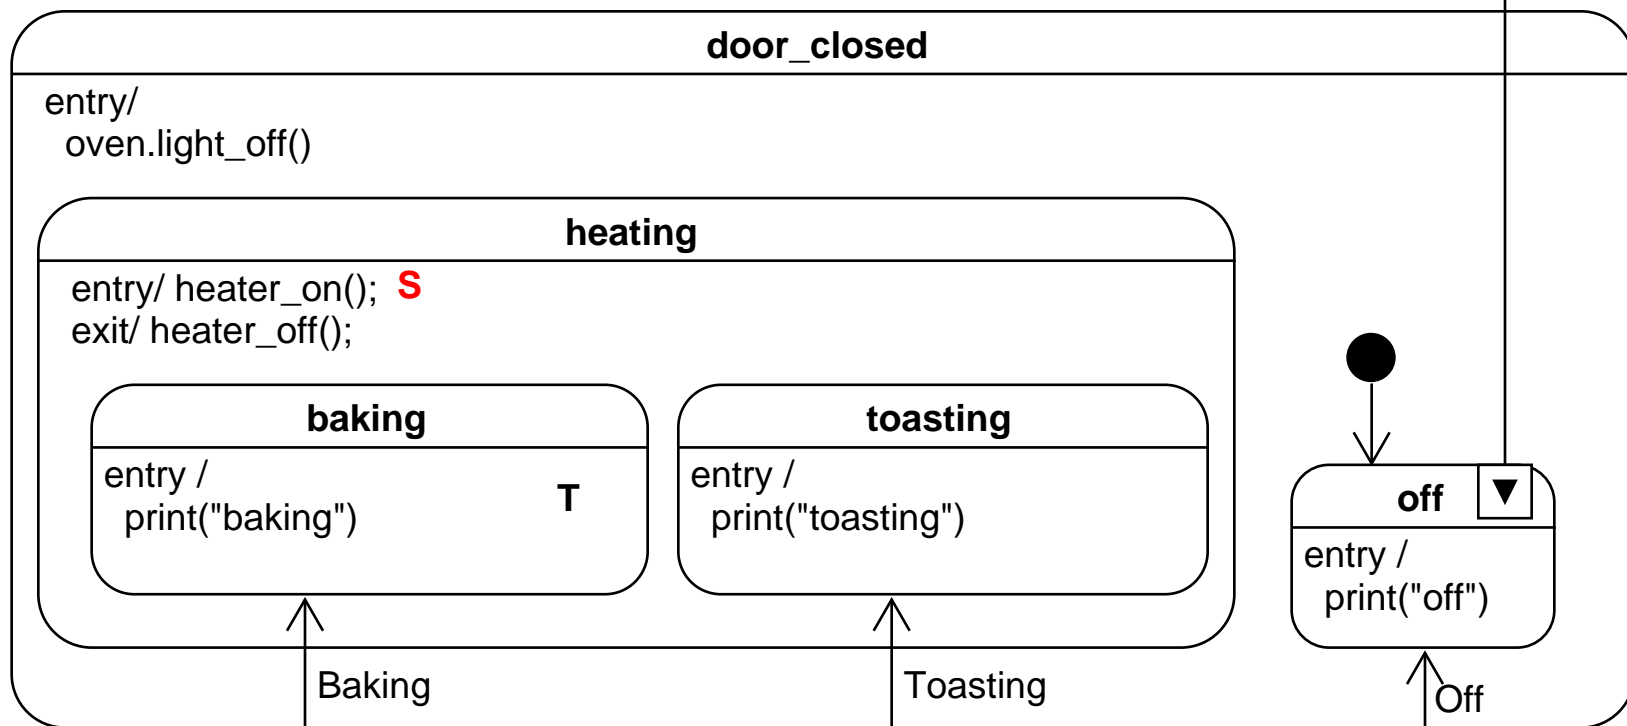 door_closed
entry/
oven.light_off()
heating
entry/ heater_on(); S
exit/ heater_off();
baking
entry /
print("baking")
T
toasting
entry /
print("toasting")
off
entry /
print("off")
Baking
Toasting
Off